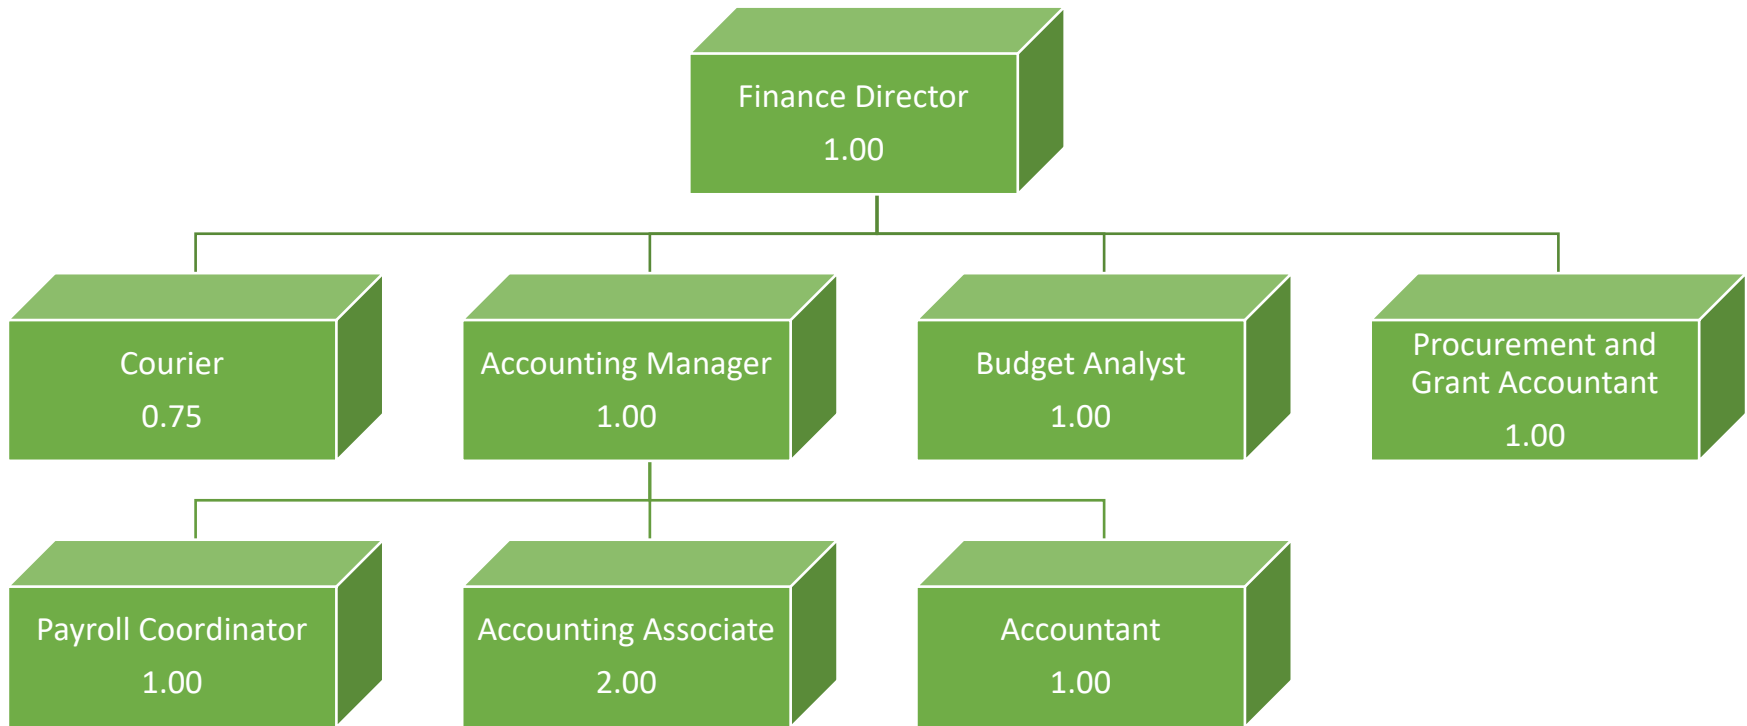 Finance Director
1.00
Courier
0.75
Accounting Manager
1.00
Budget Analyst
1.00
Procurement and
Grant Accountant
1.00
Payroll Coordinator
1.00
Accounting Associate
2.00
Accountant
1.00